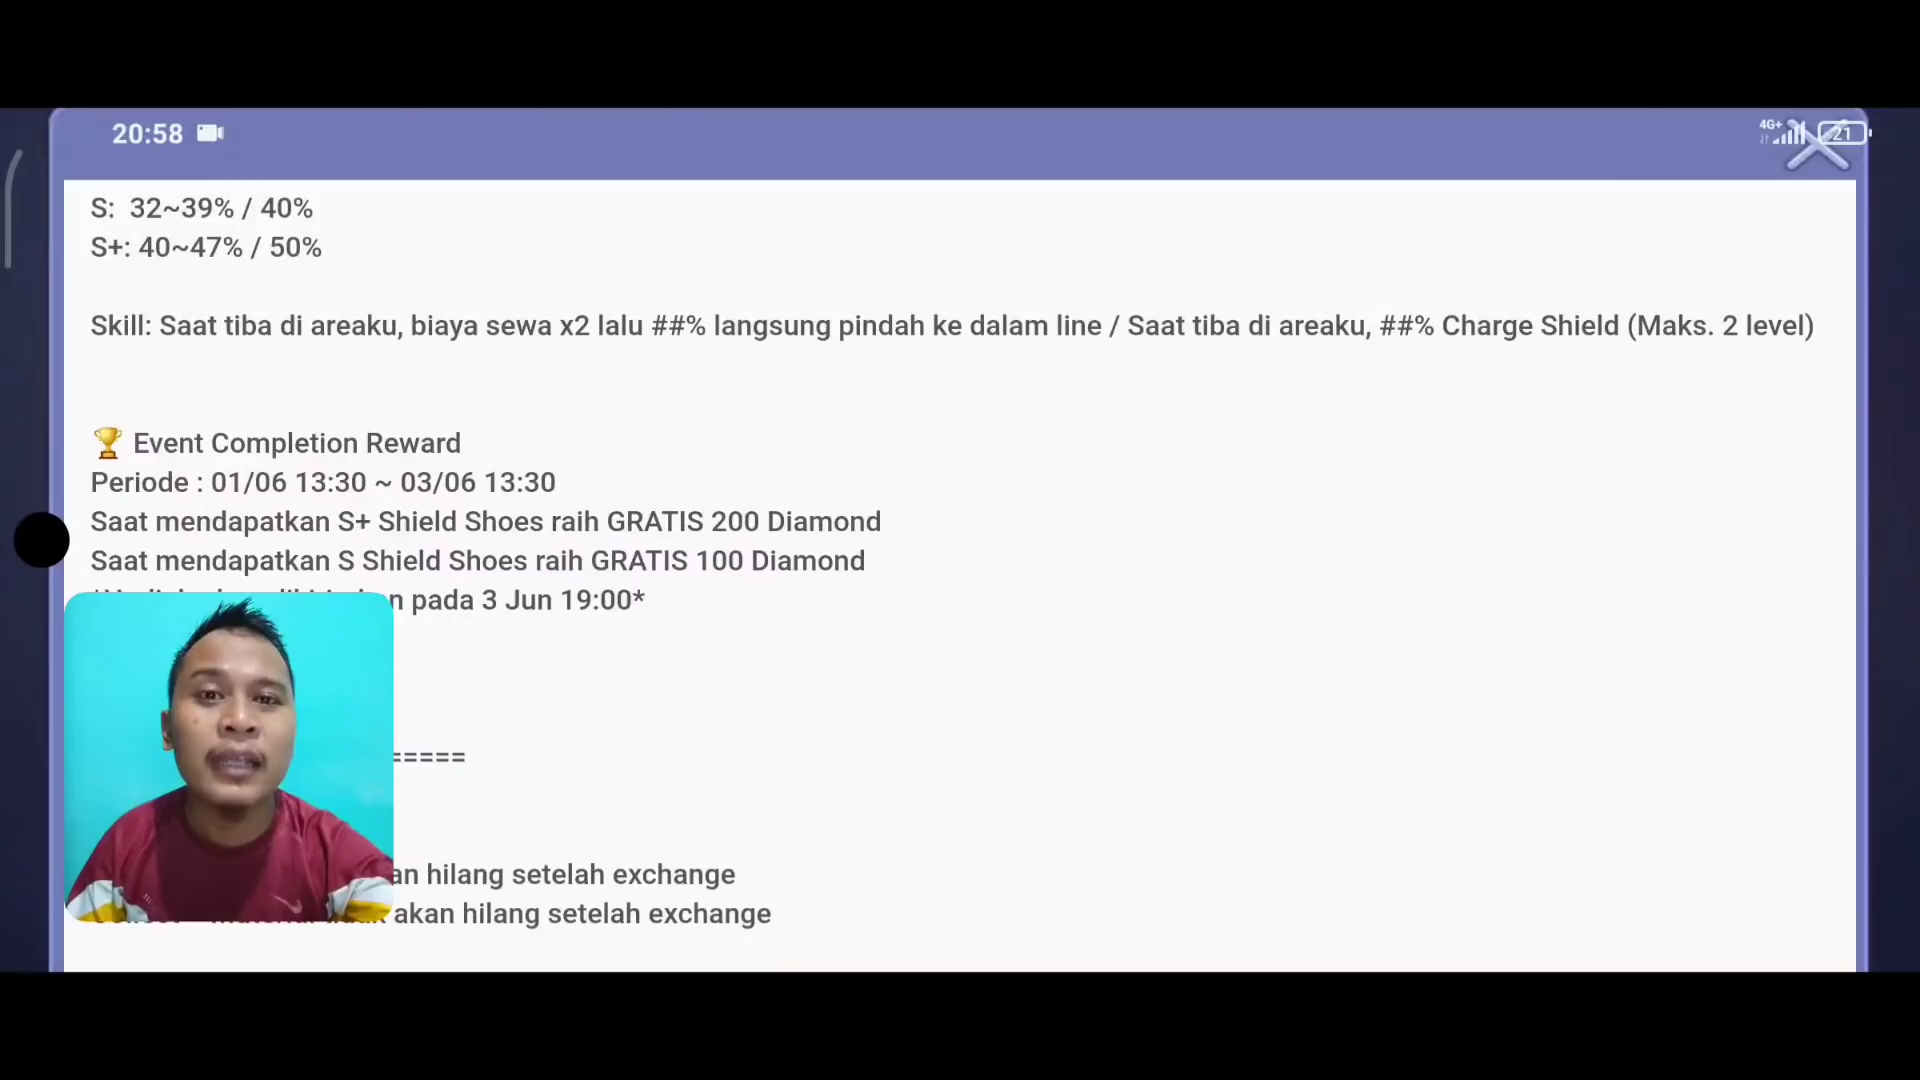 20:58
4G+
21
S: 32~39% / 40%
S+: 40~47% / 50%
Skill: Saat tiba di areaku, biaya sewa x2 lalu ##% langsung pindah ke dalam line / Saat tiba di areaku, ##% Charge Shield (Maks. 2 level)
🏆 Event Completion Reward
Periode : 01/06 13:30 ~ 03/06 13:30
Saat mendapatkan S+ Shield Shoes raih GRATIS 200 Diamond
Saat mendapatkan S Shield Shoes raih GRATIS 100 Diamond
pada 3 Jun 19:00*
=====
hilang setelah exchange
akan hilang setelah exchange